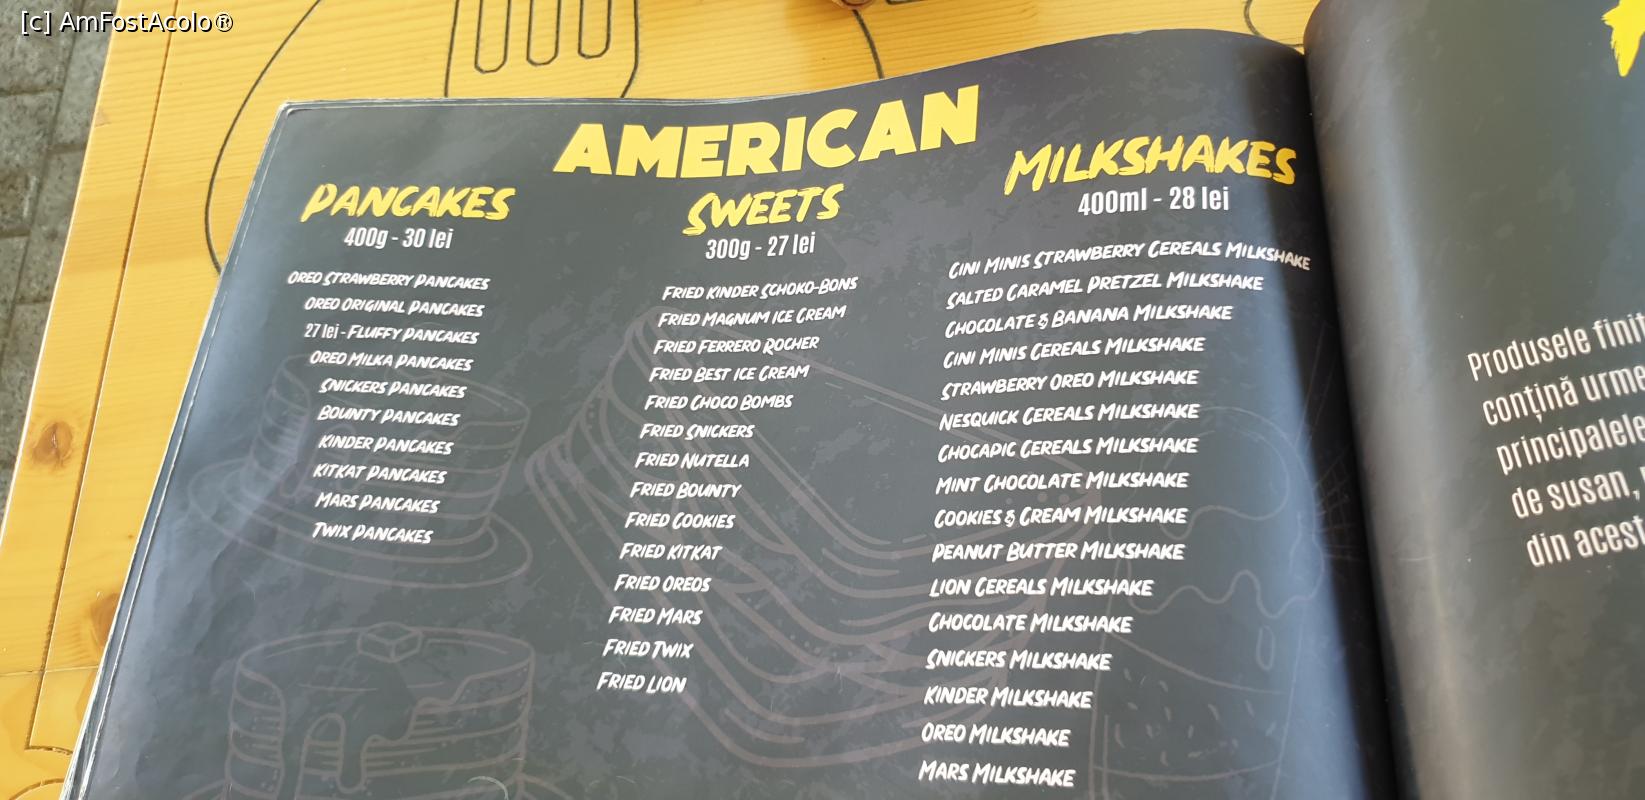 [c] AmFostAcolo®
AMERICAN
PANCAKES
400g - 30 lei
OREO STRAWBERRY PANCAKES
OREO ORIGINAL PANCAKES
27 lei - FLUFFY PANCAKES
OREO MILKA PANCAKES
SNICKERS PANCAKES
BOUNTY PANCAKES
KINDER PANCAKES
KITKAT PANCAKES
MARS PANCAKES
TWIX PANCAKES
SWEETS
300g - 27 lei
FRIED KINDER SCHOKO-BONS
FRIED MAGNUM ICE CREAM
FRIED FERRERO ROCHER
FRIED BEST ICE CREAM
FRIED CHOCO BOMBS
FRIED SNICKERS
FRIED NUTELLA
FRIED BOUNTY
FRIED COOKIES
FRIED KITKAT
FRIED OREOS
FRIED MARS
FRIED TWIX
FRIED LION
MILKSHAKES
400ml - 28 lei
CINI MINIS STRAWBERRY CEREALS MILKSHAKE
SALTED CARAMEL PRETZEL MILKSHAKE
CHOCOLATE & BANANA MILKSHAKE
CINI MINIS CEREALS MILKSHAKE
STRAWBERRY OREO MILKSHAKE
NESQUICK CEREALS MILKSHAKE
CHOCAPIC CEREALS MILKSHAKE
MINT CHOCOLATE MILKSHAKE
COOKIES & CREAM MILKSHAKE
PEANUT BUTTER MILKSHAKE
LION CEREALS MILKSHAKE
CHOCOLATE MILKSHAKE
SNICKERS MILKSHAKE
KINDER MILKSHAKE
OREO MILKSHAKE
MARS MILKSHAKE
Produsele finit
conțină urme
principalele
de susan,
din acest